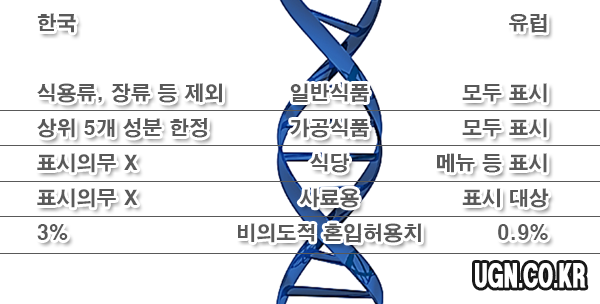 한국 유럽
식용류, 장류 등 제외 일반식품 모두 표시
상위 5개 성분 한정 가공식품 모두 표시
표시의무 X 식당 메뉴 등 표시
표시의무 X 사료용 표시 대상
3% 비의도적 혼입허용치 0.9%
UGN.CO.KR